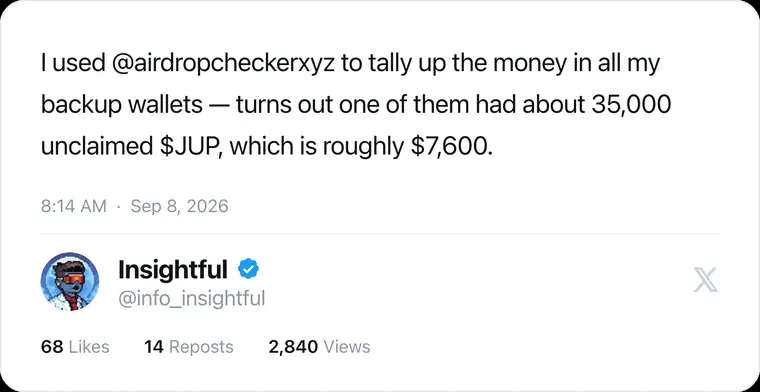 I used @airdropcheckerxyz to tally up the money in all my
backup wallets — turns out one of them had about 35,000
unclaimed $JUP, which is roughly $7,600.
8:14 AM · Sep 8, 2026
Insightful
@info_insightful
68 Likes 14 Reposts 2,840 Views